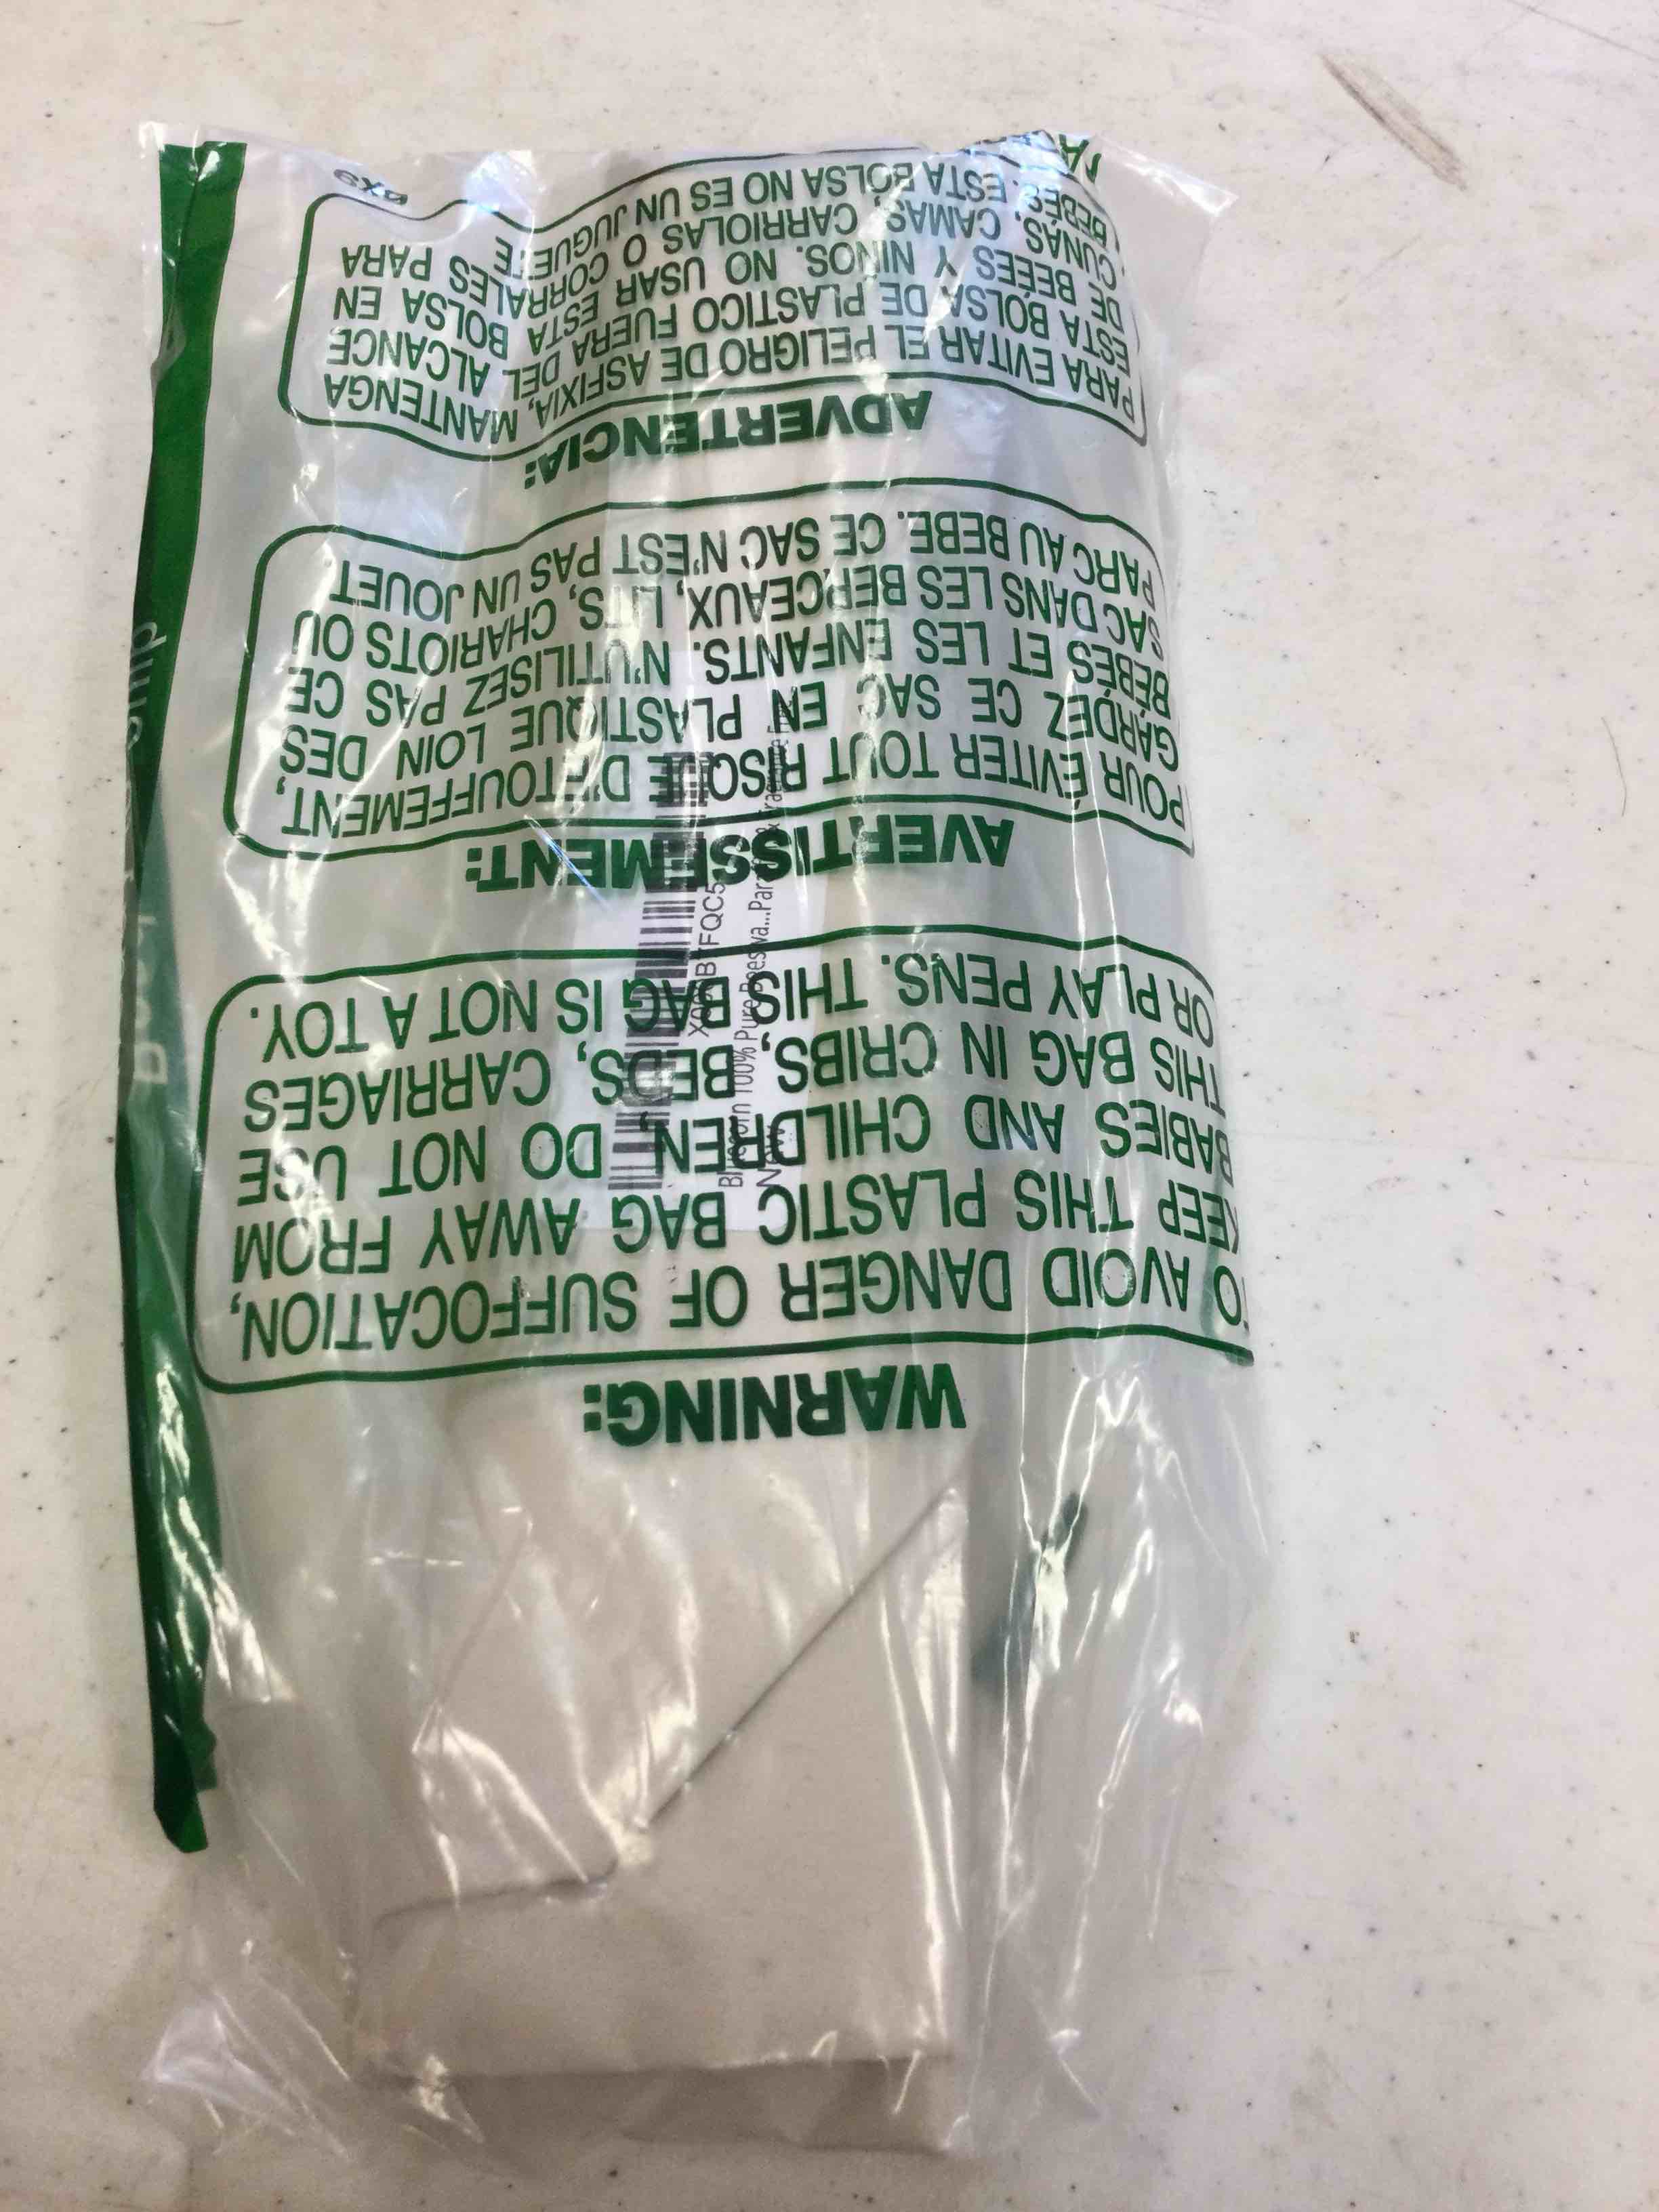 WARNING:
TO AVOID DANGER OF SUFFOCATION,
KEEP THIS PLASTIC BAG AWAY FROM
BABIES AND CHILDREN. DO NOT USE
THIS BAG IN CRIBS, BEDS, CARRIAGES
OR PLAY PENS. THIS BAG IS NOT A TOY.
AVERTISSEMENT:
POUR ÉVITER TOUT RISQUE D'ETOUFFEMENT,
GARDEZ CE SAC EN PLASTIQUE LOIN DES
BÉBÉS ET LES ENFANTS. N'UTILISEZ PAS CE
SAC DANS LES BERCEAUX, LITS, CHARIOTS OU
PARC AU BEBE. CE SAC N'EST PAS UN JOUET.
ADVERTENCIA:
PARA EVITAR EL PELIGRO DE ASFIXIA, MANTENGA
ESTA BOLSA DE PLASTICO FUERA DEL ALCANCE
DE BEBES Y NIÑOS. NO USAR ESTA BOLSA EN
CUNAS, CAMAS, CARRIOLAS O CORRALES PARA
BEBÉS. ESTA BOLSA NO ES UN JUGUETE
6X9
FQC5
100% Pure